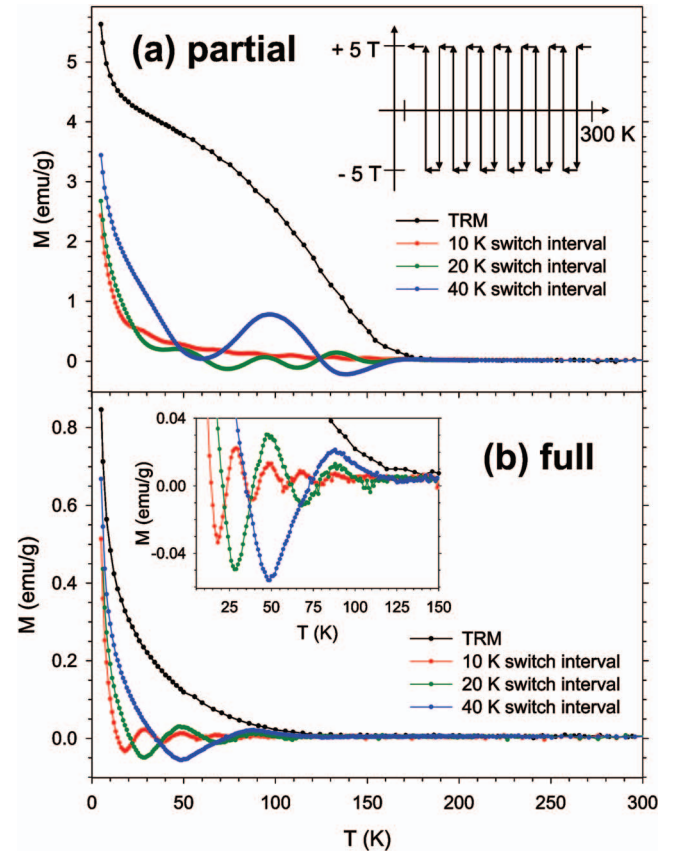 (a) partial
+ 5 T
300 K
- 5 T
TRM
10 K switch interval
20 K switch interval
40 K switch interval
M (emu/g)
5
4
3
2
1
0
(b) full
0.04
0.00
-0.04
M (emu/g)
25 50 75 100 125 150
T (K)
TRM
10 K switch interval
20 K switch interval
40 K switch interval
M (emu/g)
0.8
0.6
0.4
0.2
0.0
0 50 100 150 200 250 300
T (K)